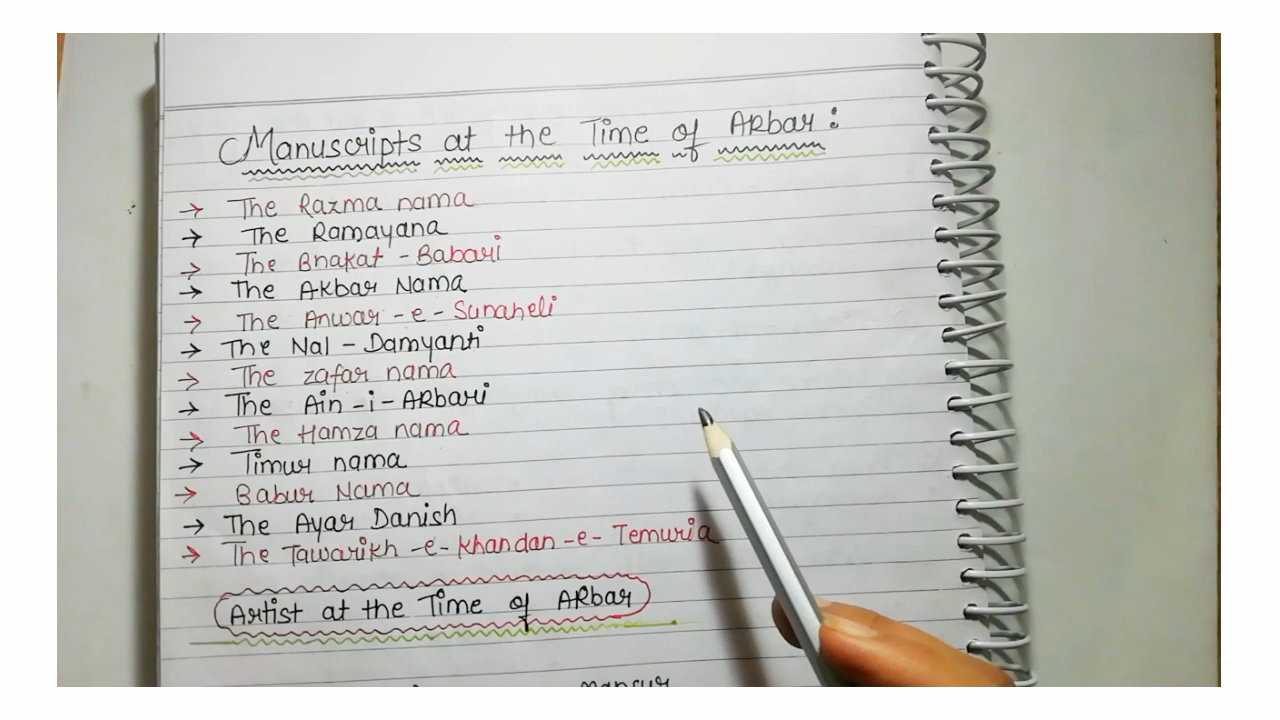 Manuscripts at the Time of Akbar:
→ The Razma nama
→ The Ramayana
→ The Bhakat - Babari
→ The Akbar Nama
→ The Anwar - e - Sunaheli
→ The Nal - Damyanti
→ The zafar nama
→ The Ain - i - Akbari
→ The Hamza nama
→ Timur nama
→ Babur Nama
→ The Ayar Danish
→ The Tawarikh - e - khandan - e - Temuria
Artist at the Time of Akbar
Mansur